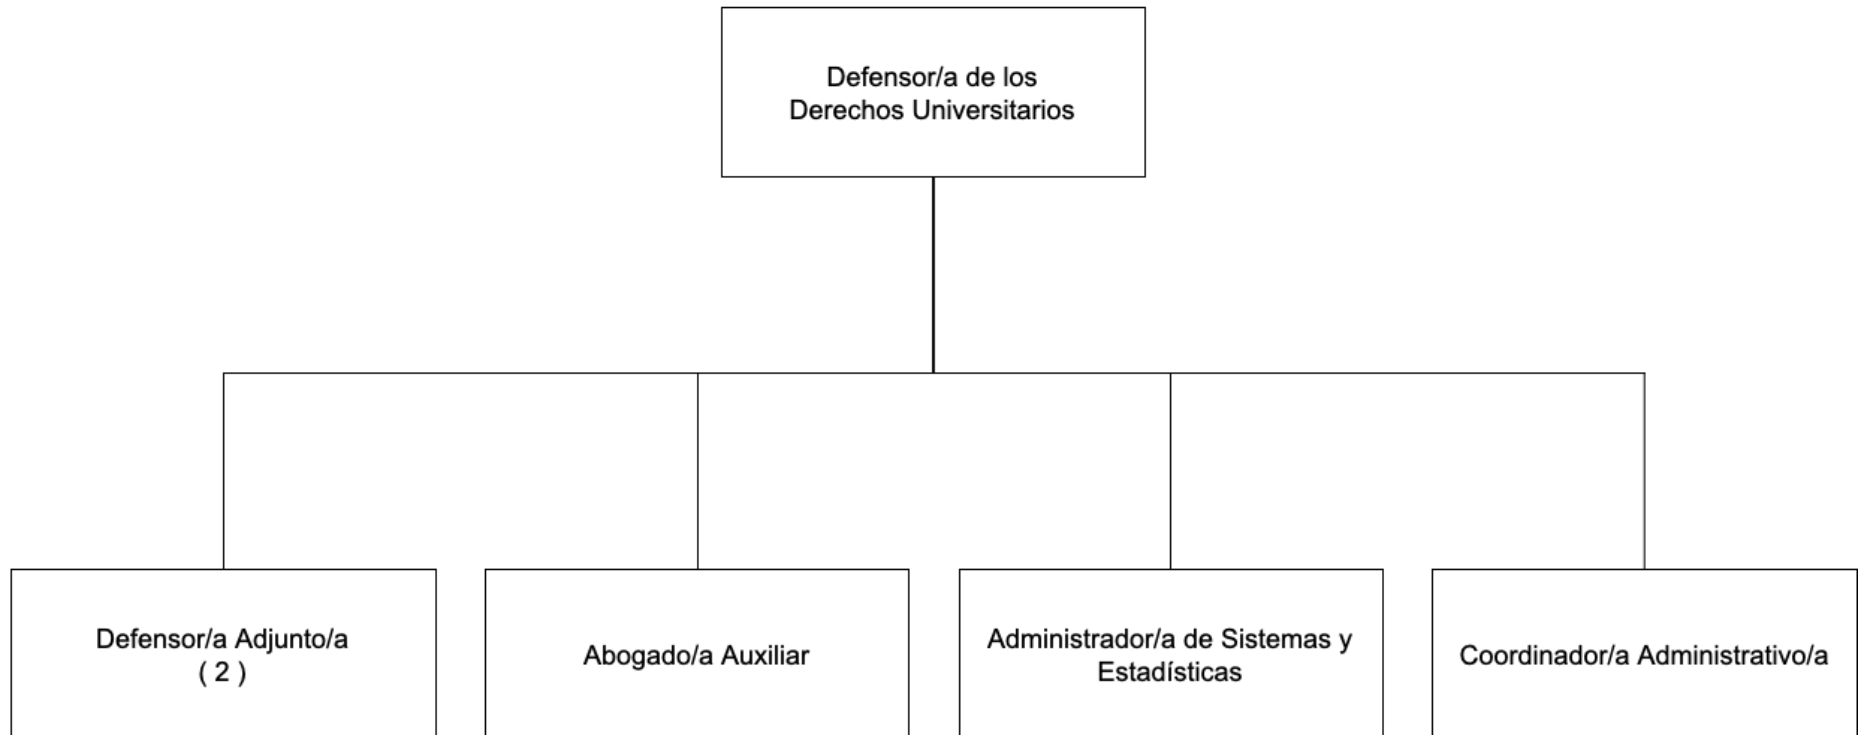 Defensor/a de los
Derechos Universitarios
Defensor/a Adjunto/a
( 2 )
Abogado/a Auxiliar
Administrador/a de Sistemas y
Estadísticas
Coordinador/a Administrativo/a